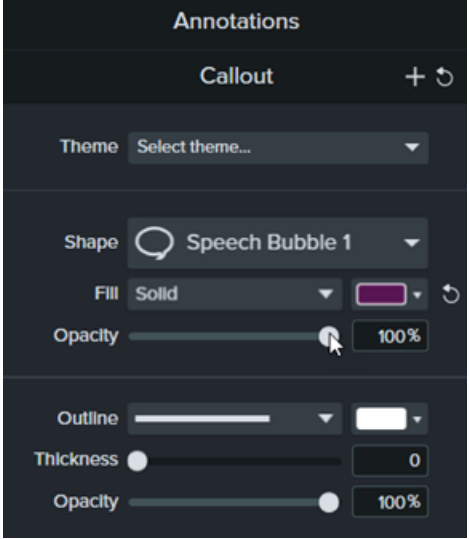 Annotations
Callout
Theme Select theme...
Shape Speech Bubble 1
Fill Solid
Opacity 100%
Outline
Thickness 0
Opacity 100%